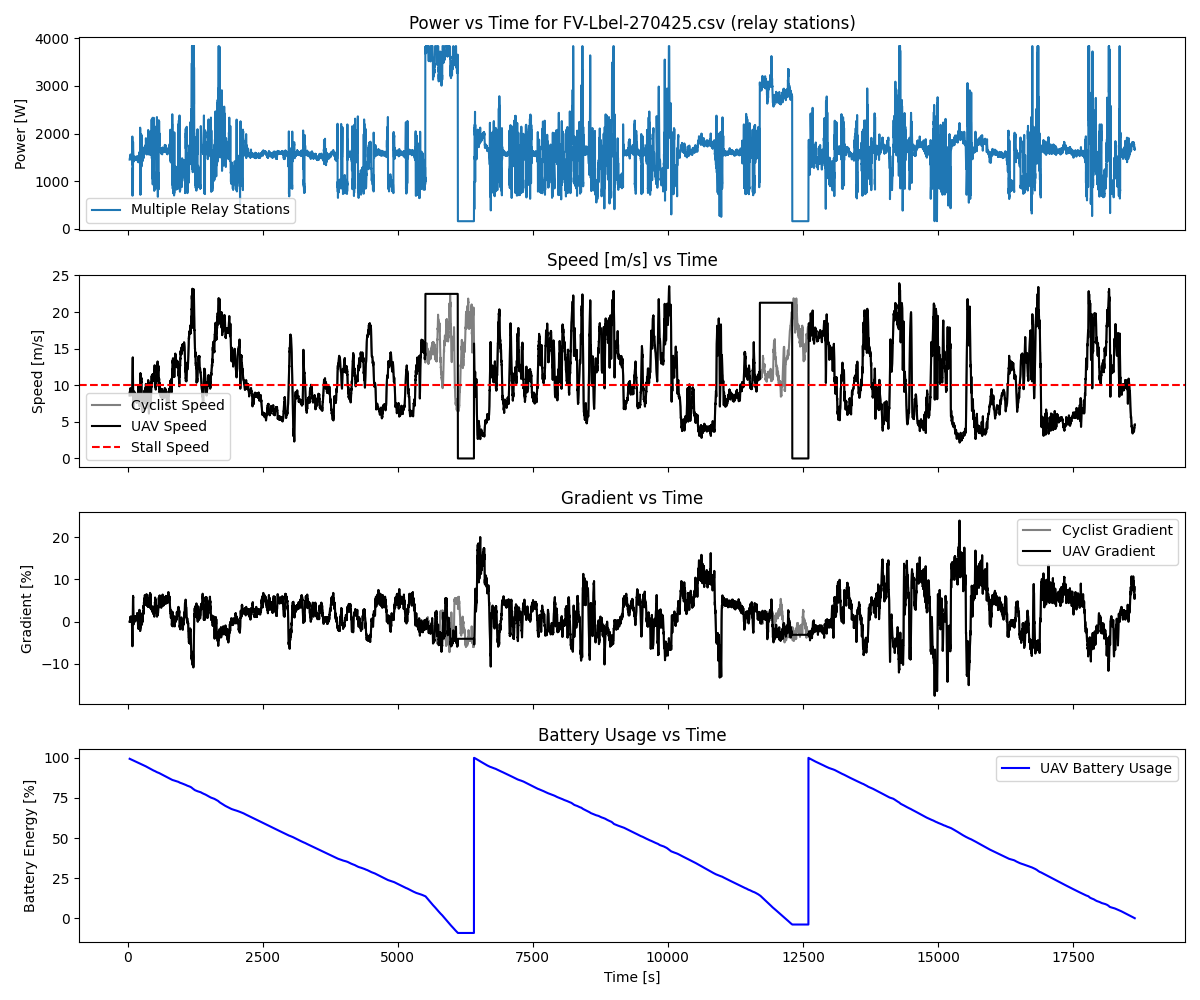 Power vs Time for FV-Lbel-270425.csv (relay stations)
4000
3000
2000
1000
0
Power [W]
Multiple Relay Stations
Speed [m/s] vs Time
25
20
15
10
5
0
Speed [m/s]
Cyclist Speed
UAV Speed
Stall Speed
Gradient vs Time
20
10
0
−10
Gradient [%]
Cyclist Gradient
UAV Gradient
Battery Usage vs Time
100
75
50
25
0
Battery Energy [%]
UAV Battery Usage
0 2500 5000 7500 10000 12500 15000 17500
Time [s]